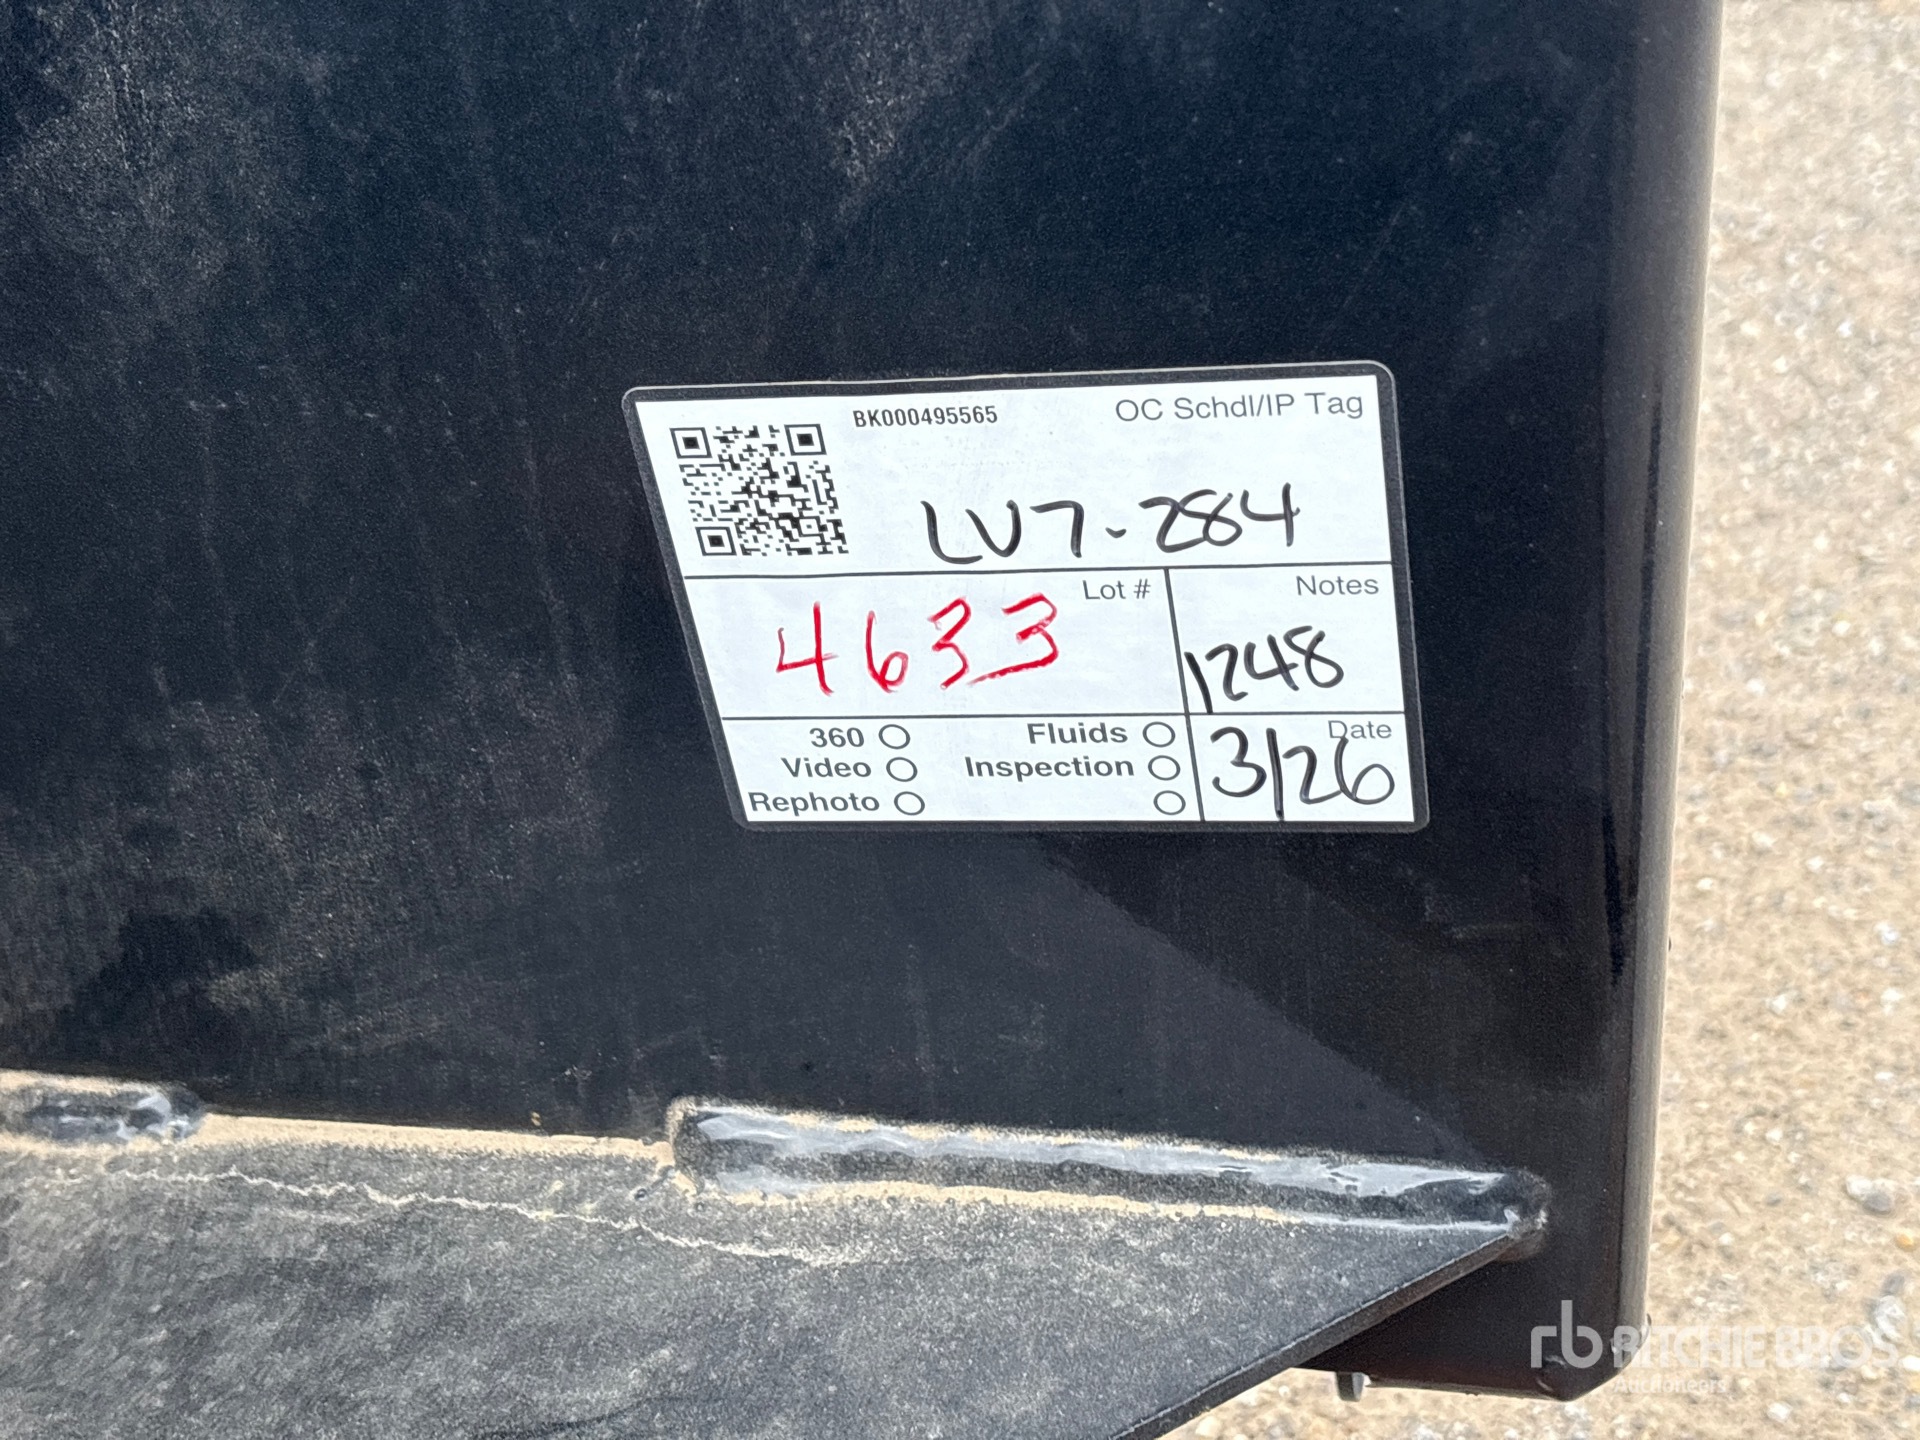 BK000495565
OC Schdl/IP Tag
LV7-284
Lot #
4633
Notes
1248
360
Fluids
Video
Inspection
Rephoto
Date
3/26
rb RITCHIE BROS.
Auctioneers